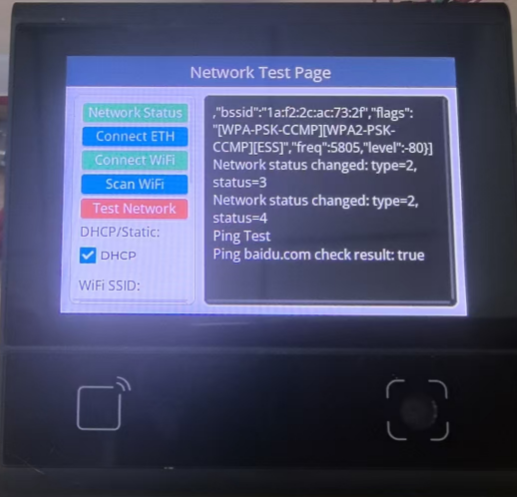 Network Test Page
Network Status
Connect ETH
Connect WiFi
Scan WiFi
Test Network
DHCP/Static:
DHCP
WiFi SSID:
,"bssid":"1a:f2:2c:ac:73:2f","flags":
"[WPA-PSK-CCMP][WPA2-PSK-
CCMP][ESS]","freq":5805,"level":-80}]
Network status changed: type=2,
status=3
Network status changed: type=2,
status=4
Ping Test
Ping baidu.com check result: true